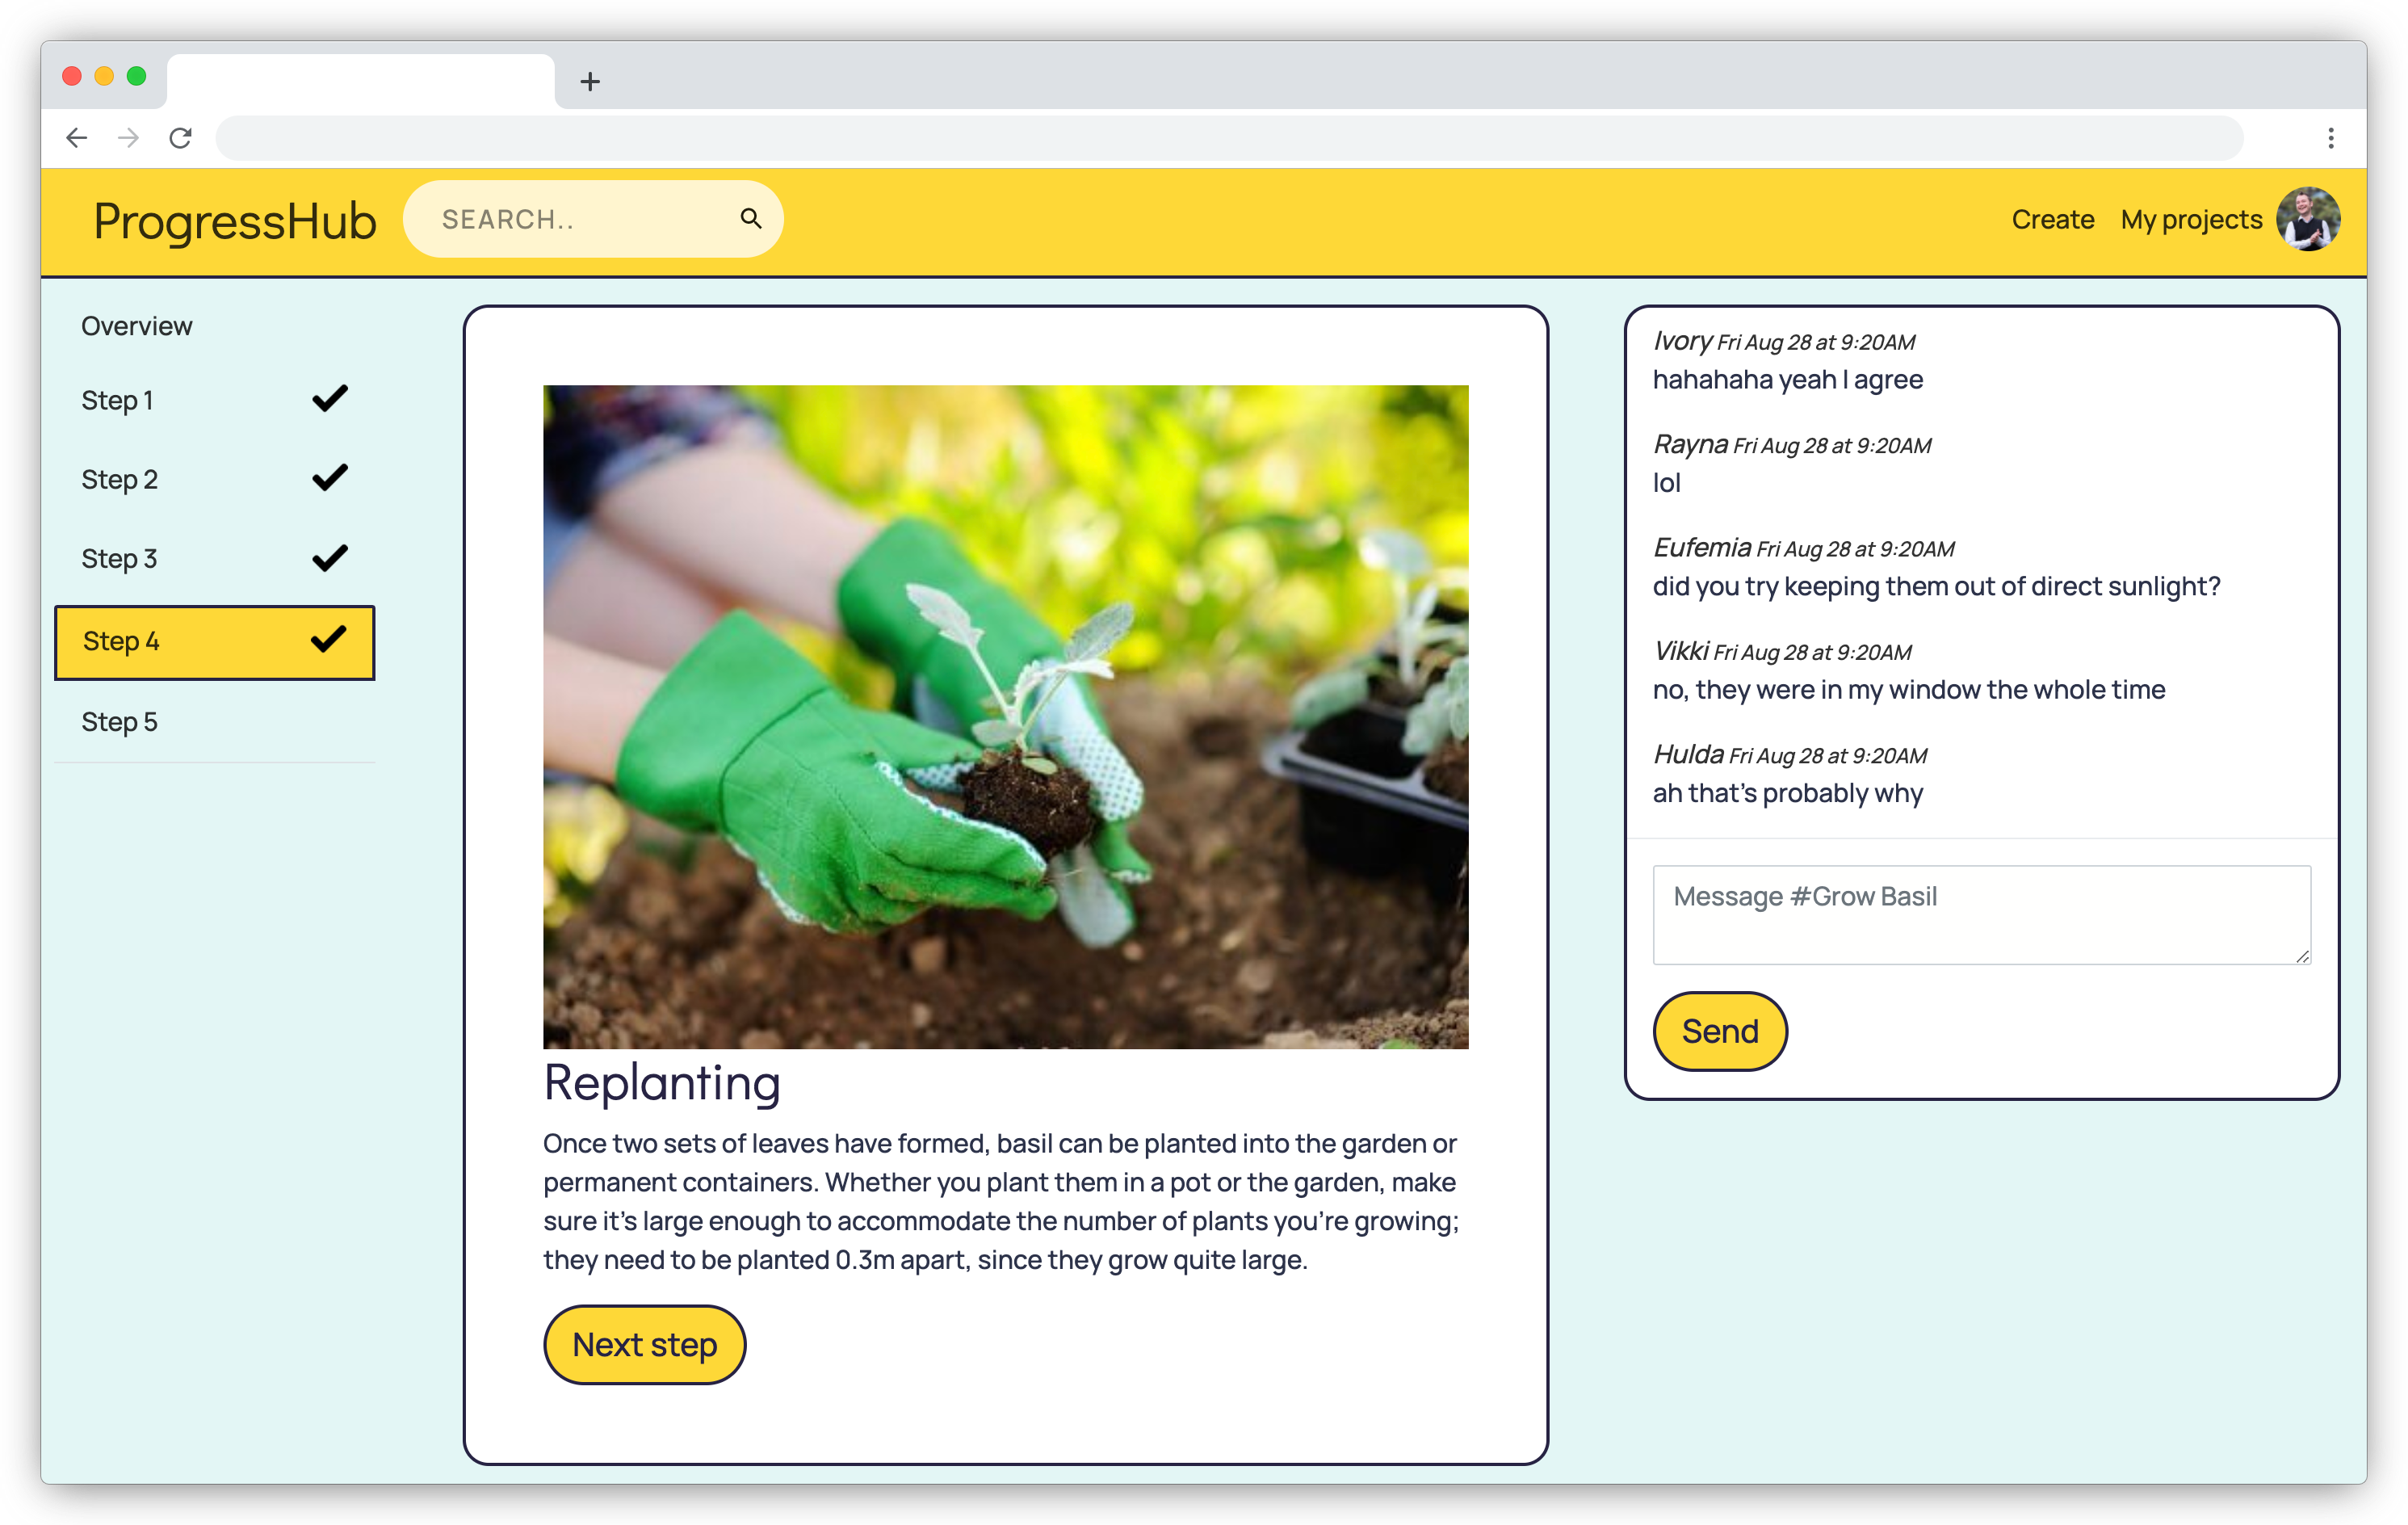 ProgressHub
SEARCH..
Create
My projects
Overview
Step 1
Step 2
Step 3
Step 4
Step 5
Replanting
Once two sets of leaves have formed, basil can be planted into the garden or
permanent containers. Whether you plant them in a pot or the garden, make
sure it's large enough to accommodate the number of plants you're growing;
they need to be planted 0.3m apart, since they grow quite large.
Next step
Ivory Fri Aug 28 at 9:20AM
hahahaha yeah I agree
Rayna Fri Aug 28 at 9:20AM
lol
Eufemia Fri Aug 28 at 9:20AM
did you try keeping them out of direct sunlight?
Vikki Fri Aug 28 at 9:20AM
no, they were in my window the whole time
Hulda Fri Aug 28 at 9:20AM
ah that's probably why
Message #Grow Basil
Send